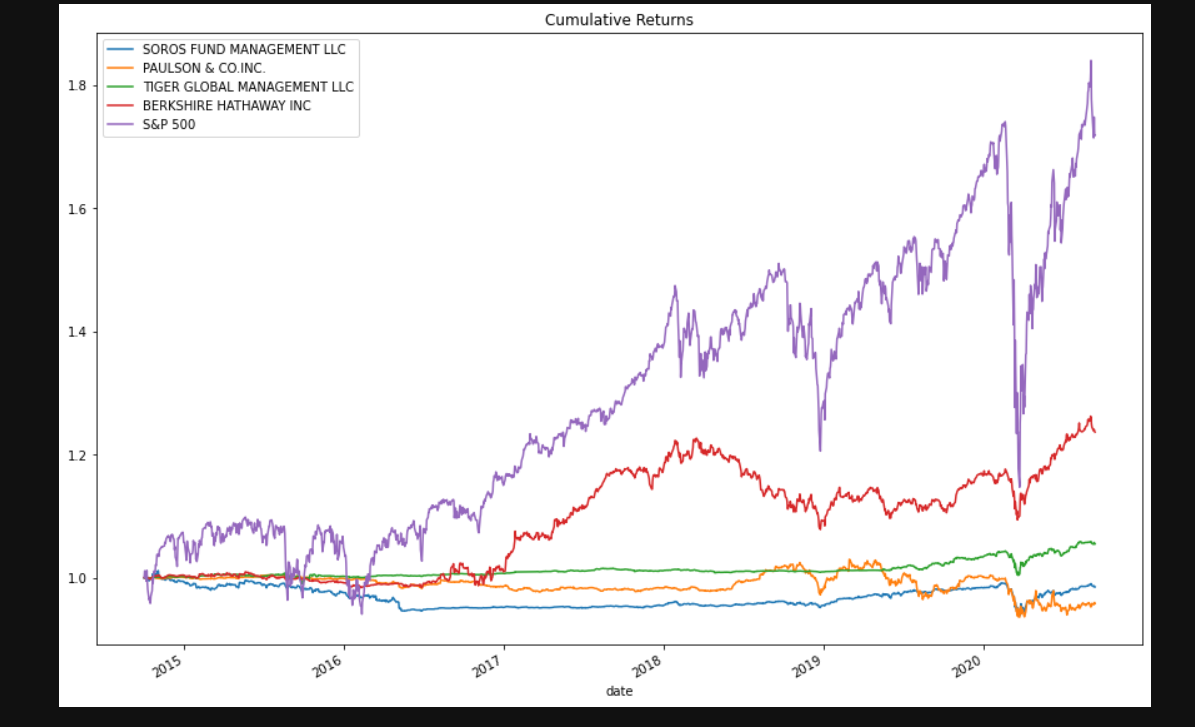 Cumulative Returns
SOROS FUND MANAGEMENT LLC
PAULSON & CO.INC.
TIGER GLOBAL MANAGEMENT LLC
BERKSHIRE HATHAWAY INC
S&P 500
1.8
1.6
1.4
1.2
1.0
2015
2016
2017
2018
2019
2020
date